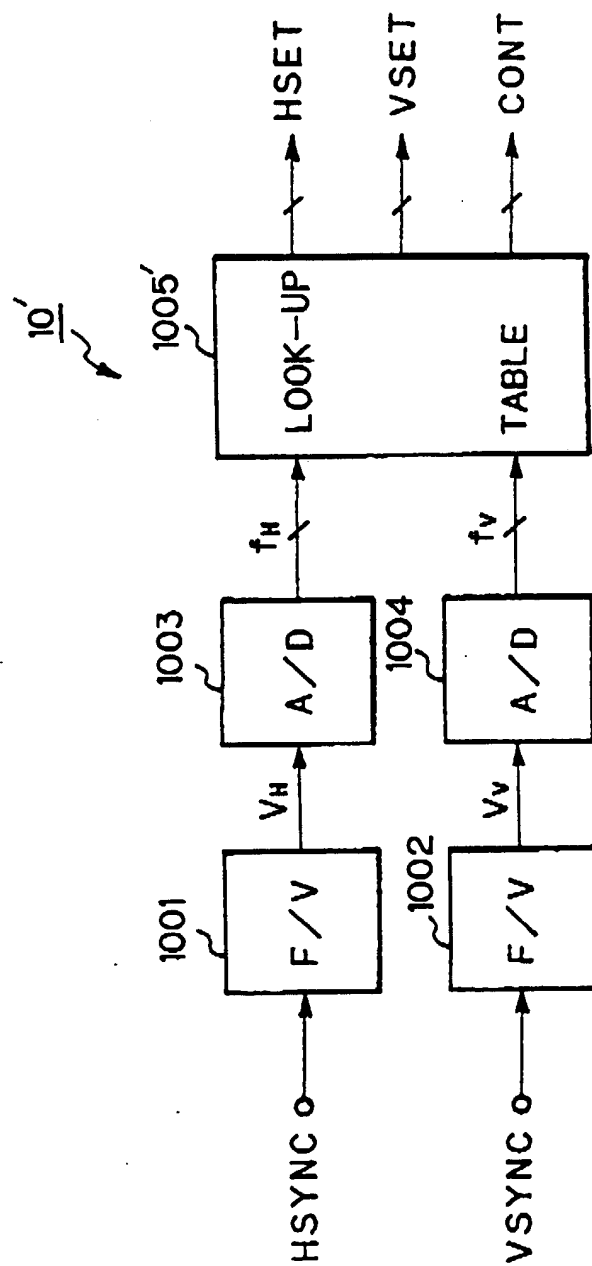 10'
HSYNC
1001
F/V
VH
1003
A/D
fH
1005'
LOOK-UP
TABLE
HSET
VSET
CONT
VSYNC
1002
F/V
VV
1004
A/D
fV